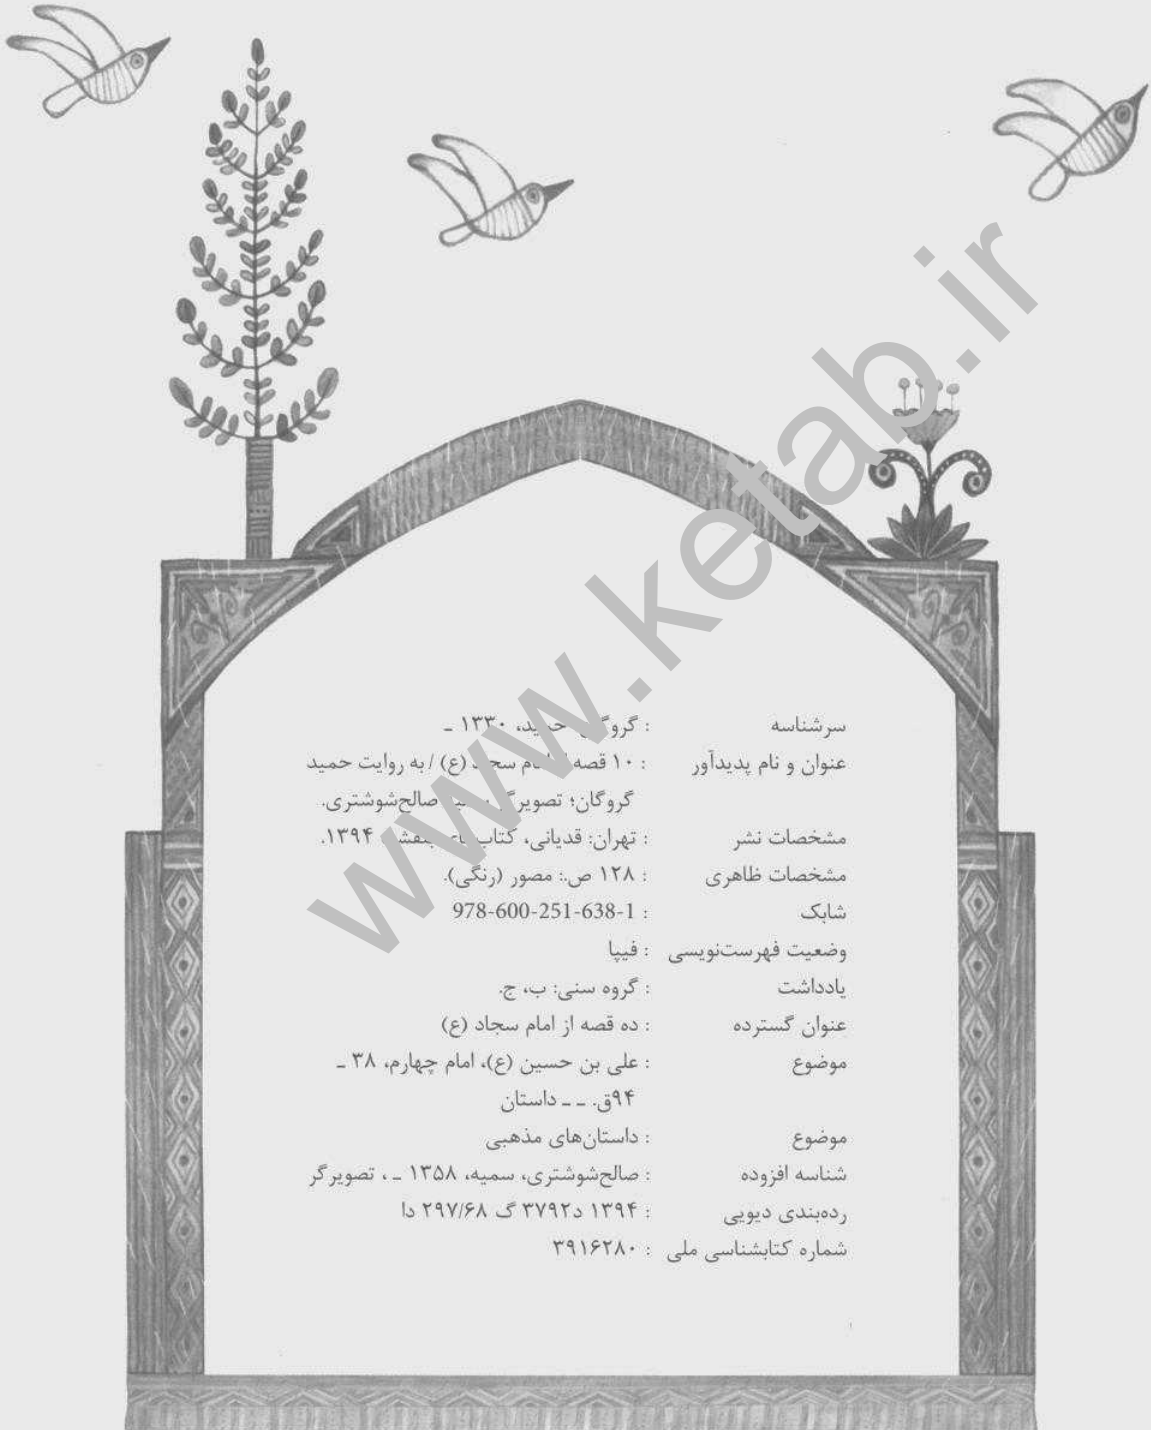 سرشناسه : گروگان، حمید، ۱۳۳۰ ـ
عنوان و نام پدیدآور : ۱۰ قصه از امام سجاد (ع) / به روایت حمید
گروگان؛ تصویرگر سمیه صالح‌شوشتری.
مشخصات نشر : تهران: قدیانی، کتاب‌های بنفشه، ۱۳۹۴.
مشخصات ظاهری : ۱۲۸ ص.: مصور (رنگی).
شابک : 978-600-251-638-1
وضعیت فهرست‌نویسی : فیپا
یادداشت : گروه سنی: ب، ج.
عنوان گسترده : ده قصه از امام سجاد (ع)
موضوع : علی بن حسین (ع)، امام چهارم، ۳۸ ـ
۹۴ق. ـ ـ داستان
موضوع : داستان‌های مذهبی
شناسه افزوده : صالح‌شوشتری، سمیه، ۱۳۵۸ ـ ، تصویرگر
رده‌بندی دیویی : ۱۳۹۴ د۳۷۹۲ گ ۲۹۷/۶۸ دا
شماره کتابشناسی ملی : ۳۹۱۶۲۸۰
www.ketab.ir